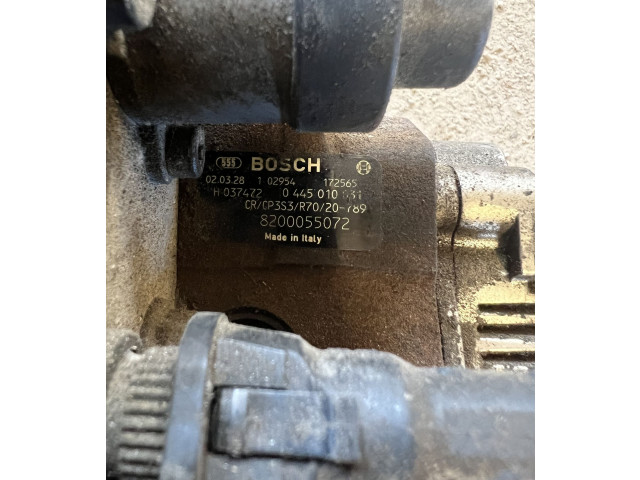 BOSCH
02.03.28 1 02954 172565
H 037472 0 445 010 031
CR/CP3S3/R70/20-789
8200055072
Made in Italy